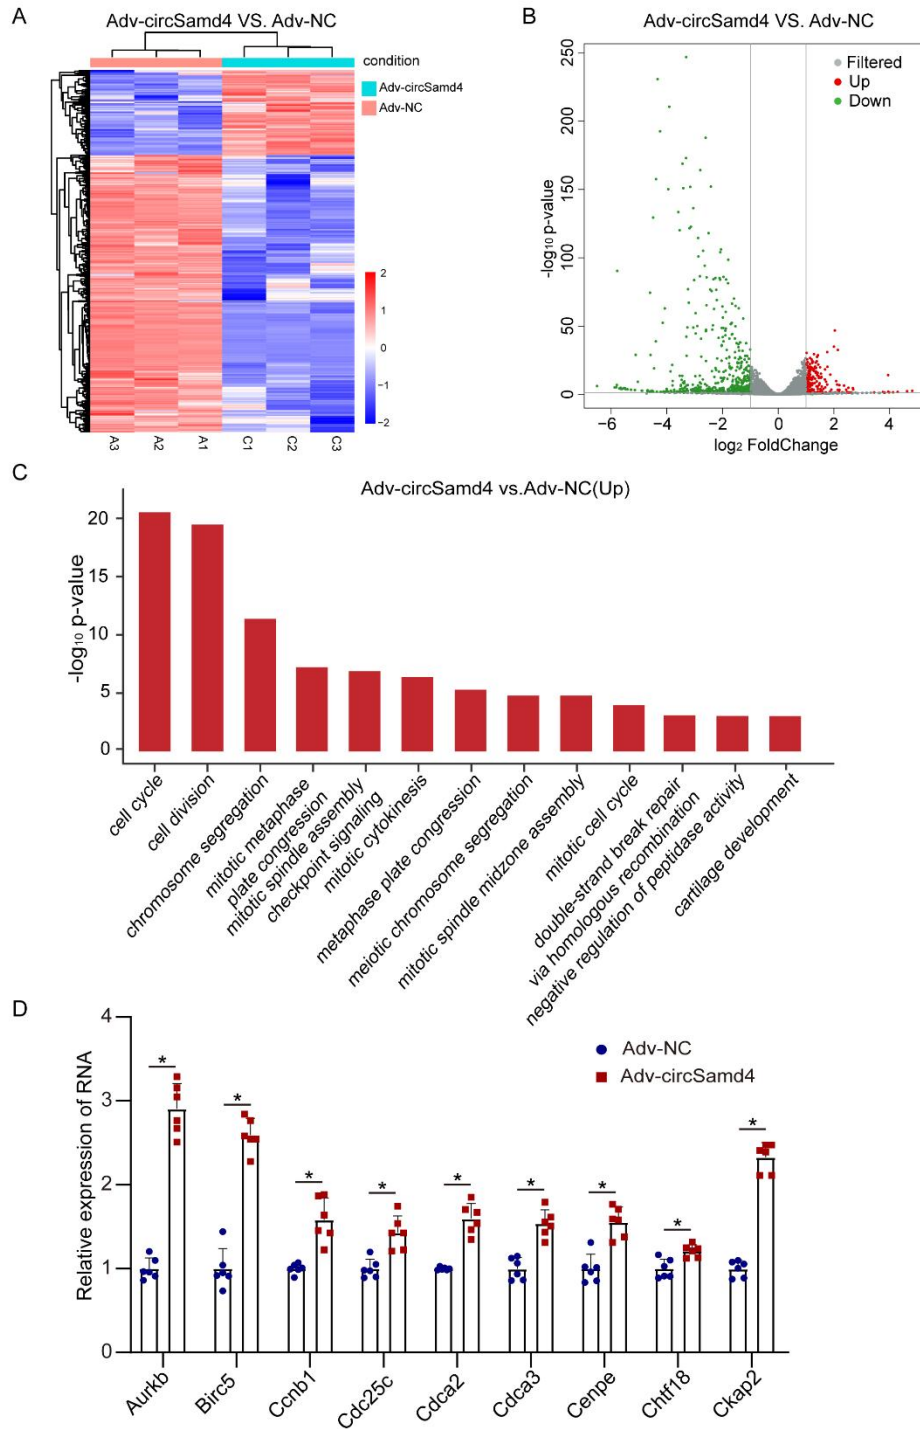 A
Adv-circSamd4 VS. Adv-NC
condition
Adv-circSamd4
Adv-NC
2
1
0
−1
−2
A3
A2
A1
C1
C2
C3
B
Adv-circSamd4 VS. Adv-NC
Filtered
Up
Down
-log10 p-value
250
200
150
100
50
0
−6
−4
−2
0
2
4
log2 FoldChange
C
Adv-circSamd4 vs.Adv-NC(Up)
-log10 p-value
20
15
10
5
0
cell cycle
cell division
chromosome segregation
mitotic metaphase
plate congression
mitotic spindle assembly
checkpoint signaling
mitotic cytokinesis
metaphase plate congression
meiotic chromosome segregation
mitotic spindle midzone assembly
mitotic cell cycle
double-strand break repair
via homologous recombination
negative regulation of peptidase activity
cartilage development
D
Relative expression of RNA
4
3
2
1
0
Adv-NC
Adv-circSamd4
*
*
*
*
*
*
*
*
*
Aurkb
Birc5
Ccnb1
Cdc25c
Cdca2
Cdca3
Cenpe
Chtf18
Ckap2